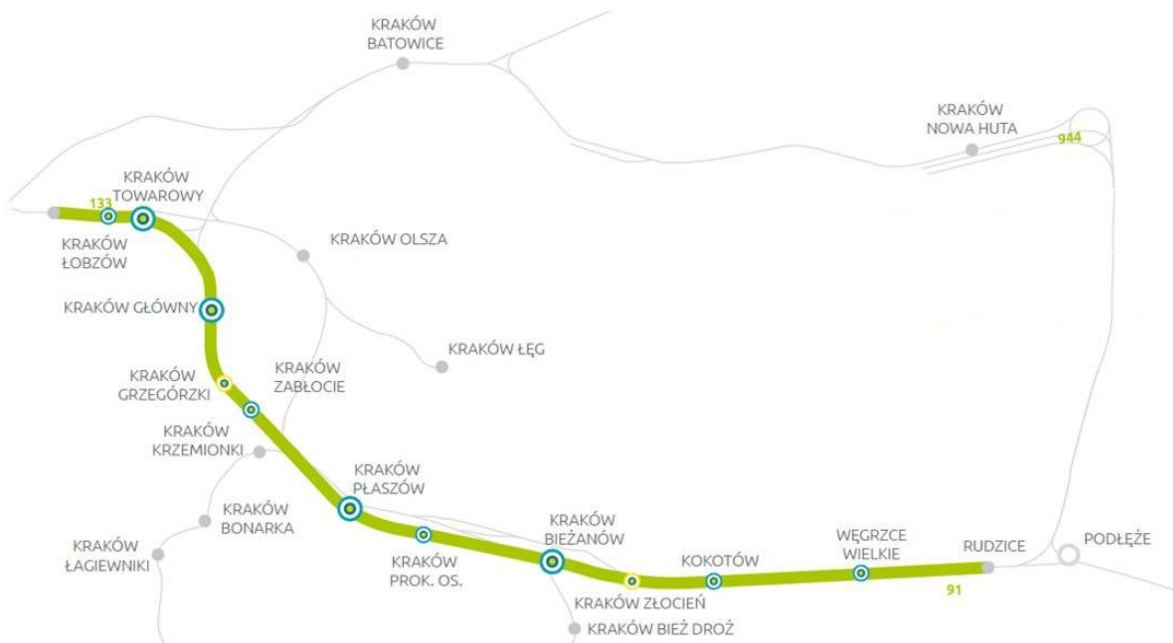 KRAKÓW
BATOWICE
KRAKÓW
NOWA HUTA
944
KRAKÓW
TOWAROWY
133
KRAKÓW
ŁOBZÓW
KRAKÓW OLSZA
KRAKÓW GŁÓWNY
KRAKÓW ŁĘG
KRAKÓW
ZABŁOCIE
KRAKÓW
GRZEGÓRZKI
KRAKÓW
KRZEMIONKI
KRAKÓW
PŁASZÓW
KRAKÓW
BONARKA
KRAKÓW
BIEŻANÓW
KRAKÓW
ŁAGIEWNIKI
KRAKÓW
PROK. OS.
KOKOTÓW
WĘGRZCE
WIELKIE
RUDZICE
PODŁĘŻE
91
KRAKÓW ZŁOCIEŃ
KRAKÓW BIEŻ DROŻ